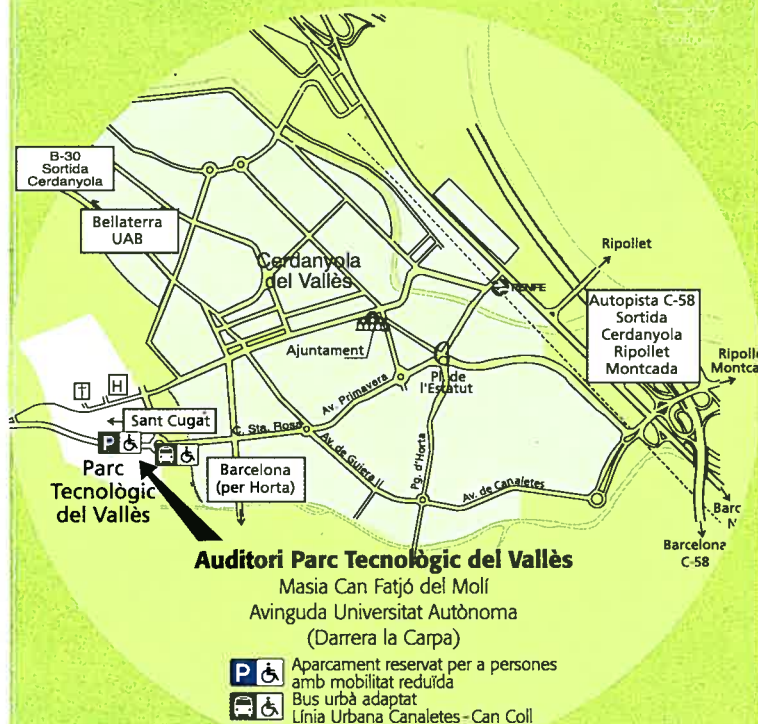 B-30
Sortida
Cerdanyola
Bellaterra
UAB
Cerdanyola
del Vallès
Ripollet
RENFE
Autopista C-58
Sortida
Cerdanyola
Ripollet
Montcada
Ajuntament
Pl. de
l'Estatut
Av. Primavera
H
Sant Cugat
C. Sta. Rosa
P
Parc
Tecnològic
del Vallès
Barcelona
(per Horta)
Av. de Guiera II
Pg. d'Horta
Av. de Canaletes
Barcelona
C-58
Auditori Parc Tecnològic del Vallès
Masia Can Fatjó del Molí
Avinguda Universitat Autònoma
(Darrera la Carpa)
P Aparcament reservat per a persones
amb mobilitat reduïda
Bus urbà adaptat
Línia Urbana Canaletes - Can Coll